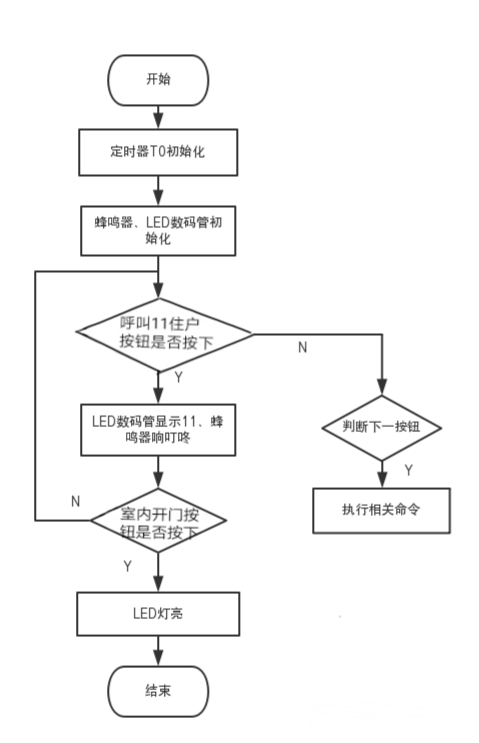 开始
定时器T0初始化
蜂鸣器、LED数码管初
始化
呼叫11住户
按钮是否按下
N
Y
判断下一按钮
LED数码管显示11、蜂
鸣器响叮咚
Y
N
室内开门按
钮是否按下
执行相关命令
Y
LED灯亮
结束